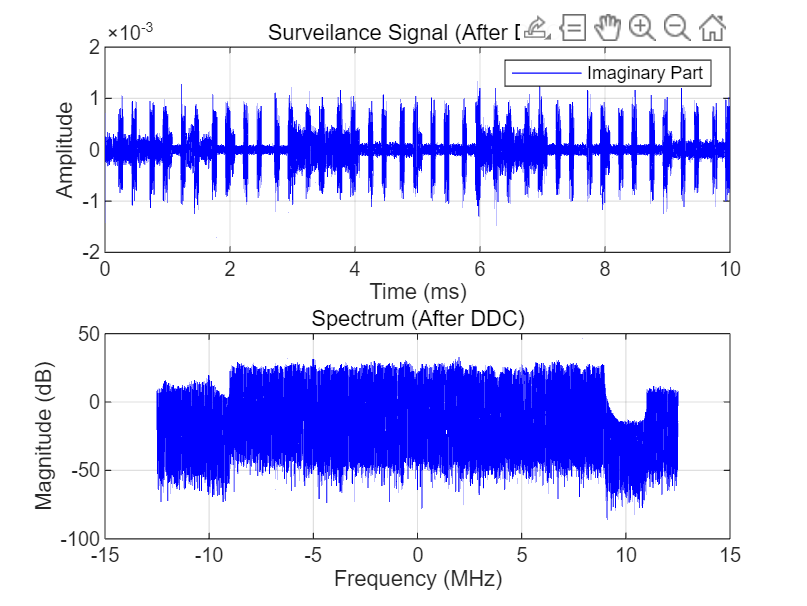 Surveilance Signal (After
×10-3
2
1
0
-1
-2
Amplitude
Imaginary Part
0 2 4 6 8 10
Time (ms)
Spectrum (After DDC)
50
0
-50
-100
Magnitude (dB)
-15 -10 -5 0 5 10 15
Frequency (MHz)